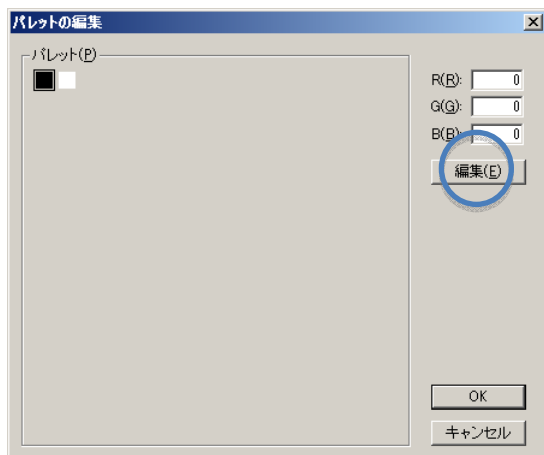 パレットの編集
パレット(P)
R(R): 0
G(G): 0
B(B): 0
編集(E)
OK
キャンセル